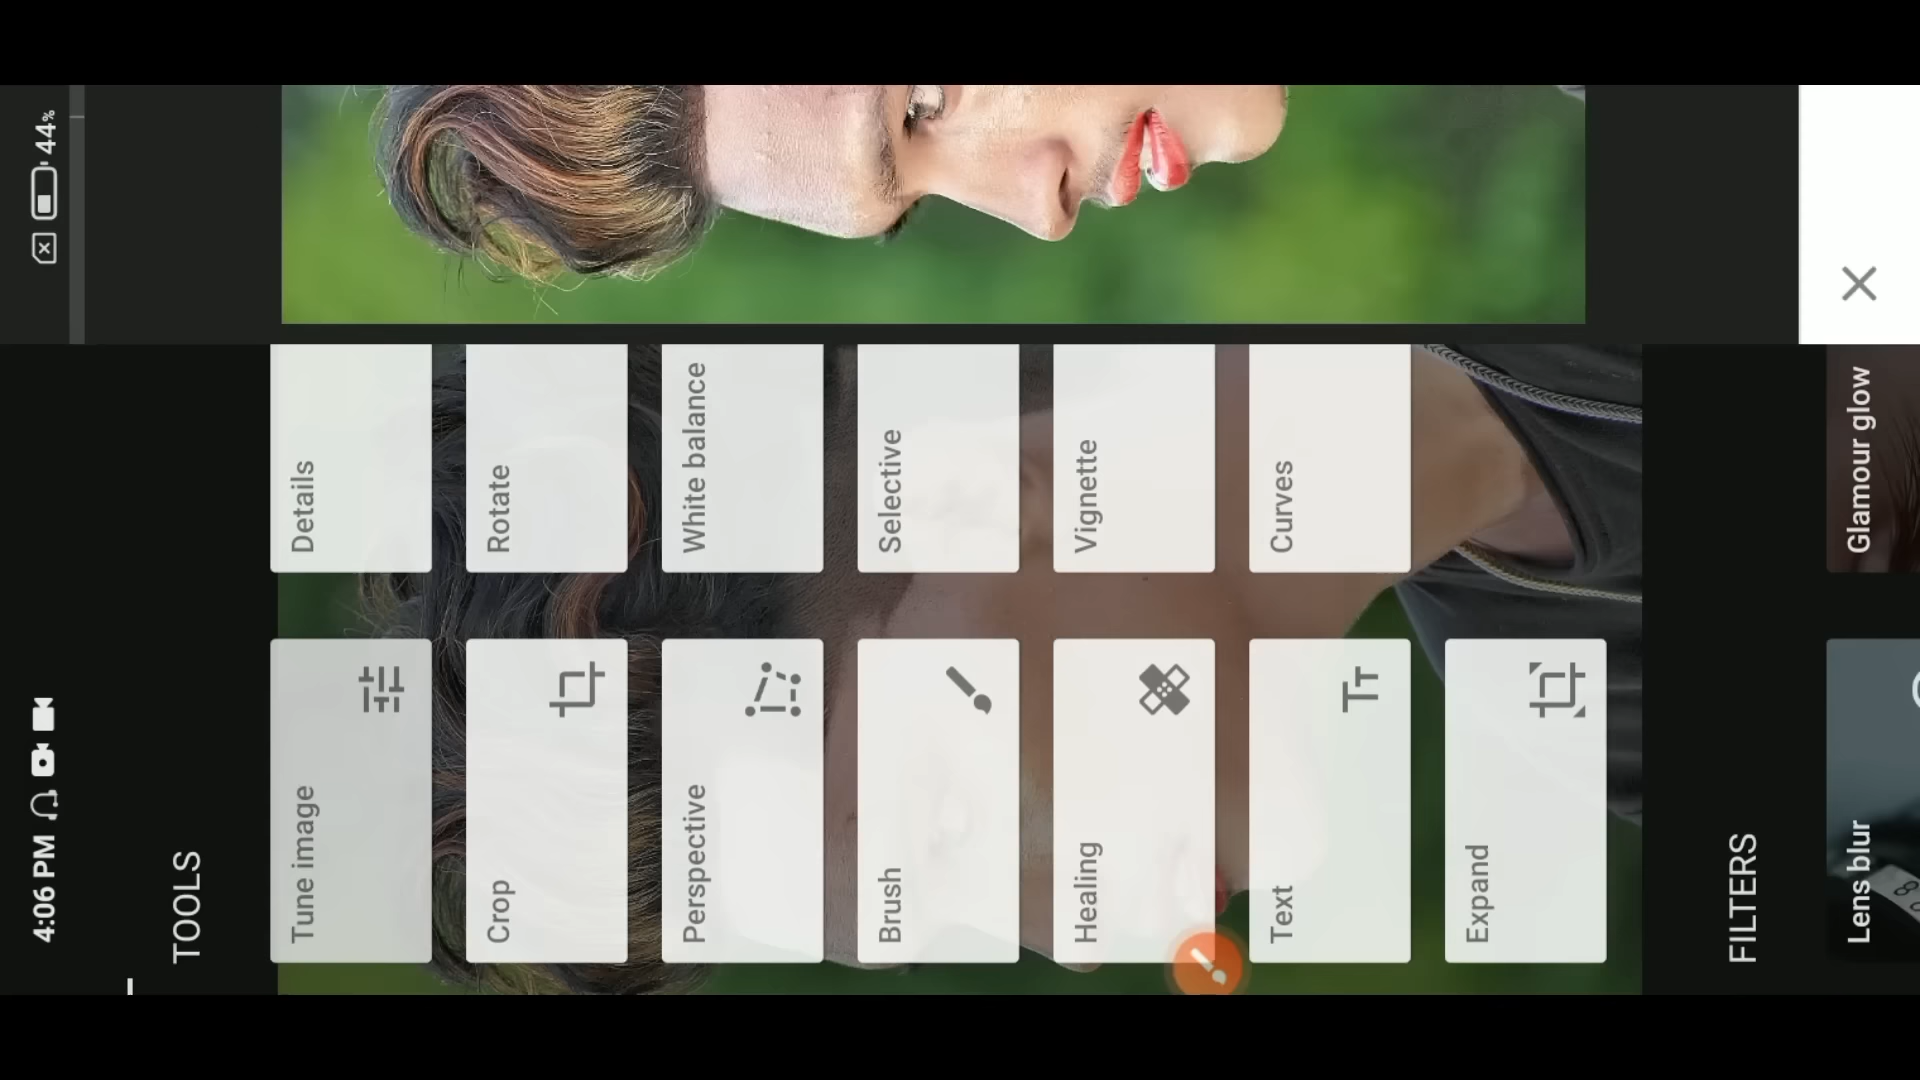 4:06 PM
44%
TOOLS
Tune image
Details
Crop
Rotate
Perspective
White balance
Brush
Selective
Healing
Vignette
Text
Curves
Expand
FILTERS
Lens blur
Glamour glow